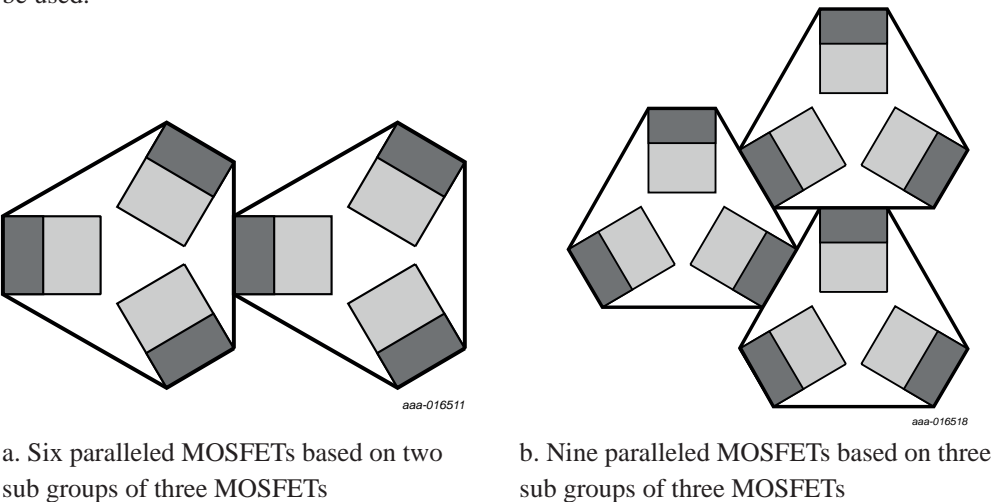 be used.
aaa-016511
aaa-016518
a. Six paralleled MOSFETs based on two
sub groups of three MOSFETs
b. Nine paralleled MOSFETs based on three
sub groups of three MOSFETs